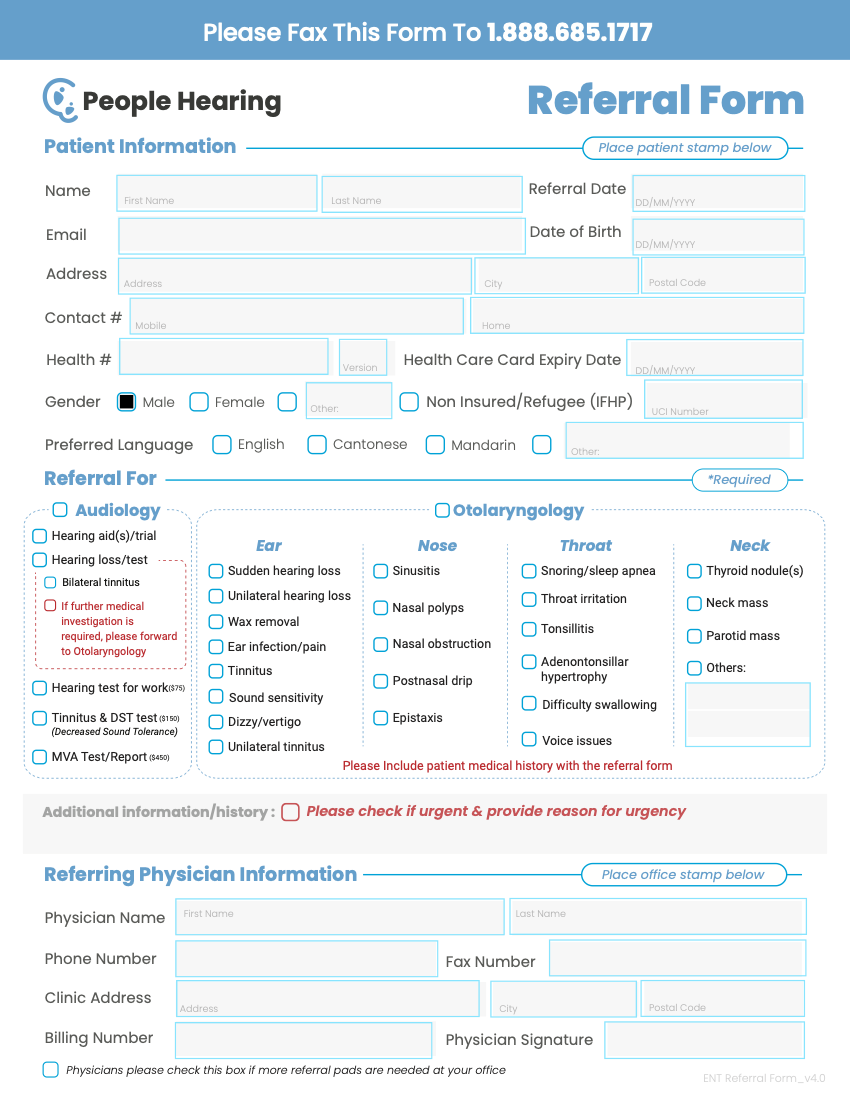 Please Fax This Form To 1.888.685.1717
People Hearing
Referral Form
Patient Information
Place patient stamp below
Name First Name Last Name Referral Date DD/MM/YYYY
Email Date of Birth DD/MM/YYYY
Address Address City Postal Code
Contact # Mobile Home
Health # Version Health Care Card Expiry Date DD/MM/YYYY
Gender Male Female Other: Non Insured/Refugee (IFHP) UCI Number
Preferred Language English Cantonese Mandarin Other:
Referral For
*Required
Audiology
Hearing aid(s)/trial
Hearing loss/test
Bilateral tinnitus
If further medical
investigation is
required, please forward
to Otolaryngology
Hearing test for work($75)
Tinnitus & DST test ($150)
(Decreased Sound Tolerance)
MVA Test/Report ($450)
Otolaryngology
Ear
Sudden hearing loss
Unilateral hearing loss
Wax removal
Ear infection/pain
Tinnitus
Sound sensitivity
Dizzy/vertigo
Unilateral tinnitus
Nose
Sinusitis
Nasal polyps
Nasal obstruction
Postnasal drip
Epistaxis
Throat
Snoring/sleep apnea
Throat irritation
Tonsillitis
Adenontonsillar
hypertrophy
Difficulty swallowing
Voice issues
Neck
Thyroid nodule(s)
Neck mass
Parotid mass
Others:
Please Include patient medical history with the referral form
Additional information/history : Please check if urgent & provide reason for urgency
Referring Physician Information
Place office stamp below
Physician Name First Name Last Name
Phone Number Fax Number
Clinic Address Address City Postal Code
Billing Number Physician Signature
Physicians please check this box if more referral pads are needed at your office
ENT Referral Form_v4.0